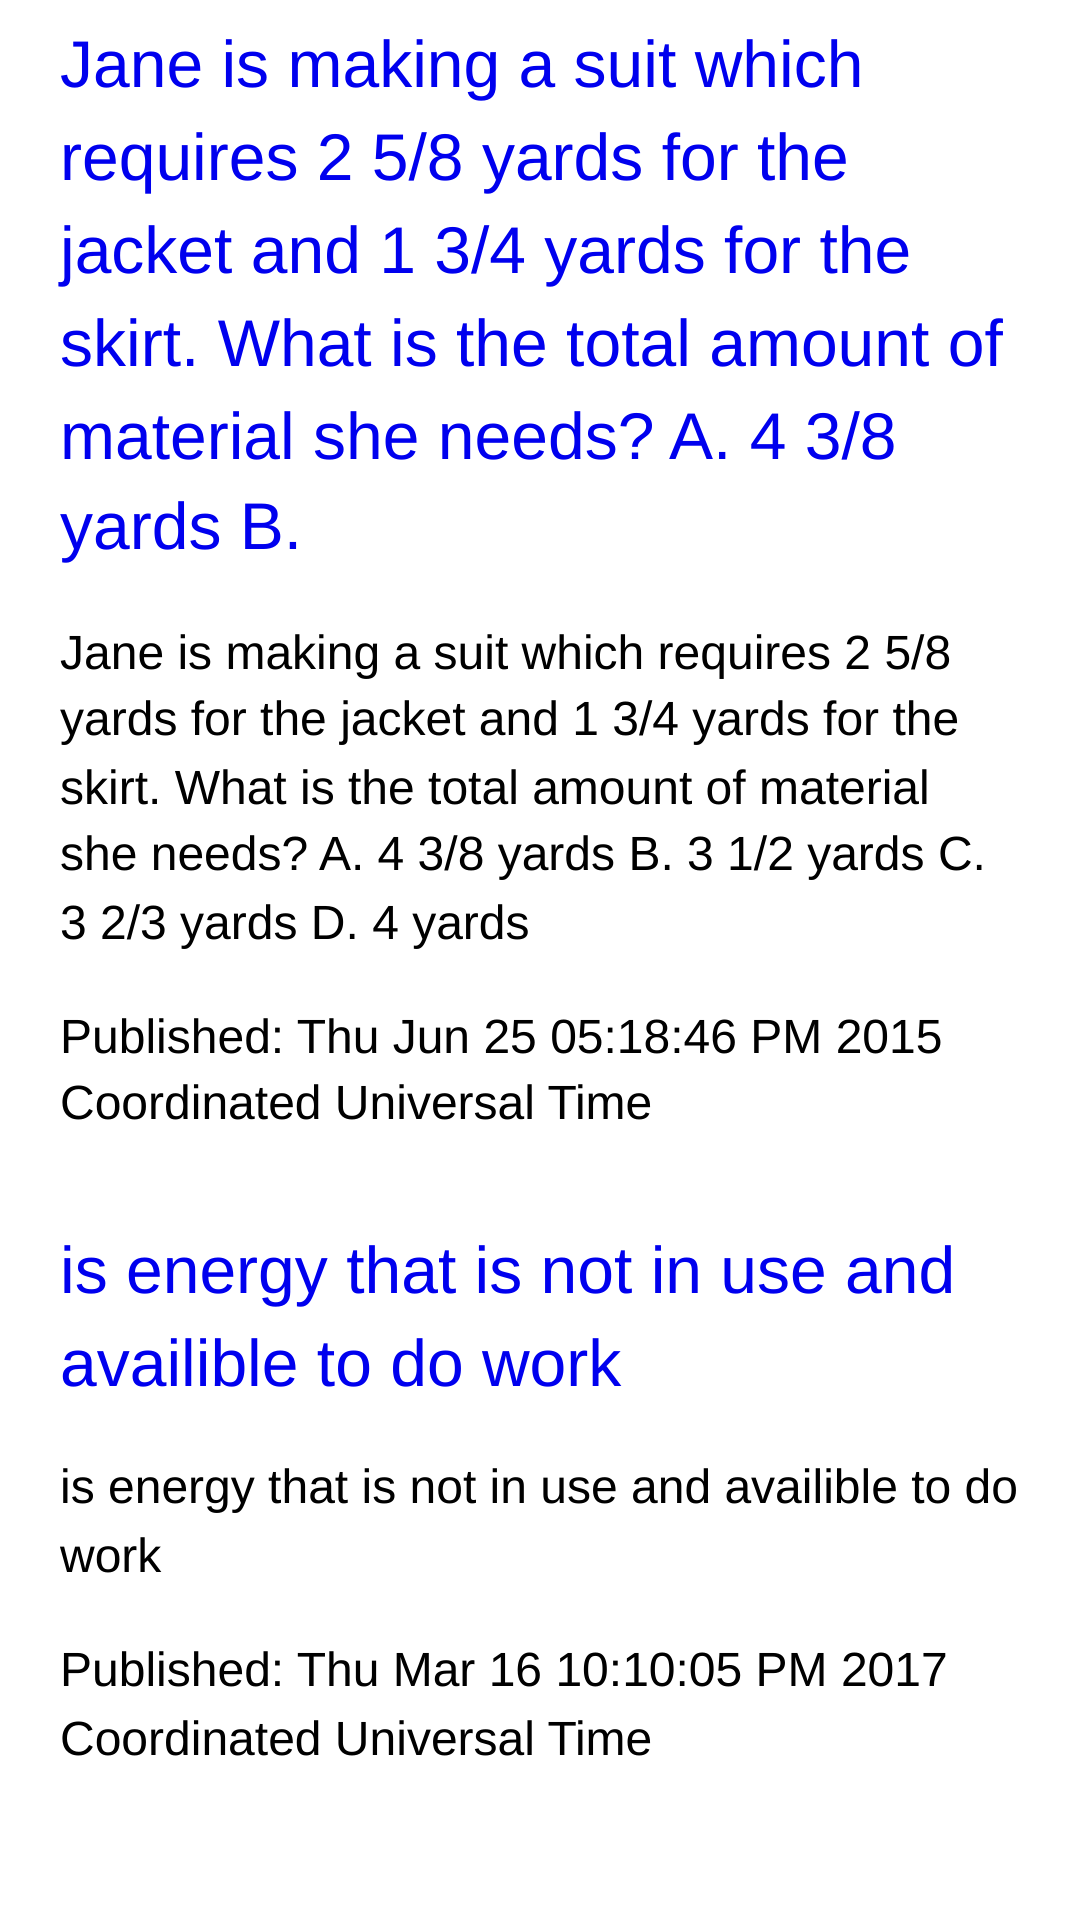 Jane is making a suit which
requires 2 5/8 yards for the
jacket and 1 3/4 yards for the
skirt. What is the total amount of
material she needs? A. 4 3/8
yards B.
Jane is making a suit which requires 2 5/8
yards for the jacket and 1 3/4 yards for the
skirt. What is the total amount of material
she needs? A. 4 3/8 yards B. 3 1/2 yards C.
3 2/3 yards D. 4 yards
Published: Thu Jun 25 05:18:46 PM 2015
Coordinated Universal Time
is energy that is not in use and
availible to do work
is energy that is not in use and availible to do
work
Published: Thu Mar 16 10:10:05 PM 2017
Coordinated Universal Time